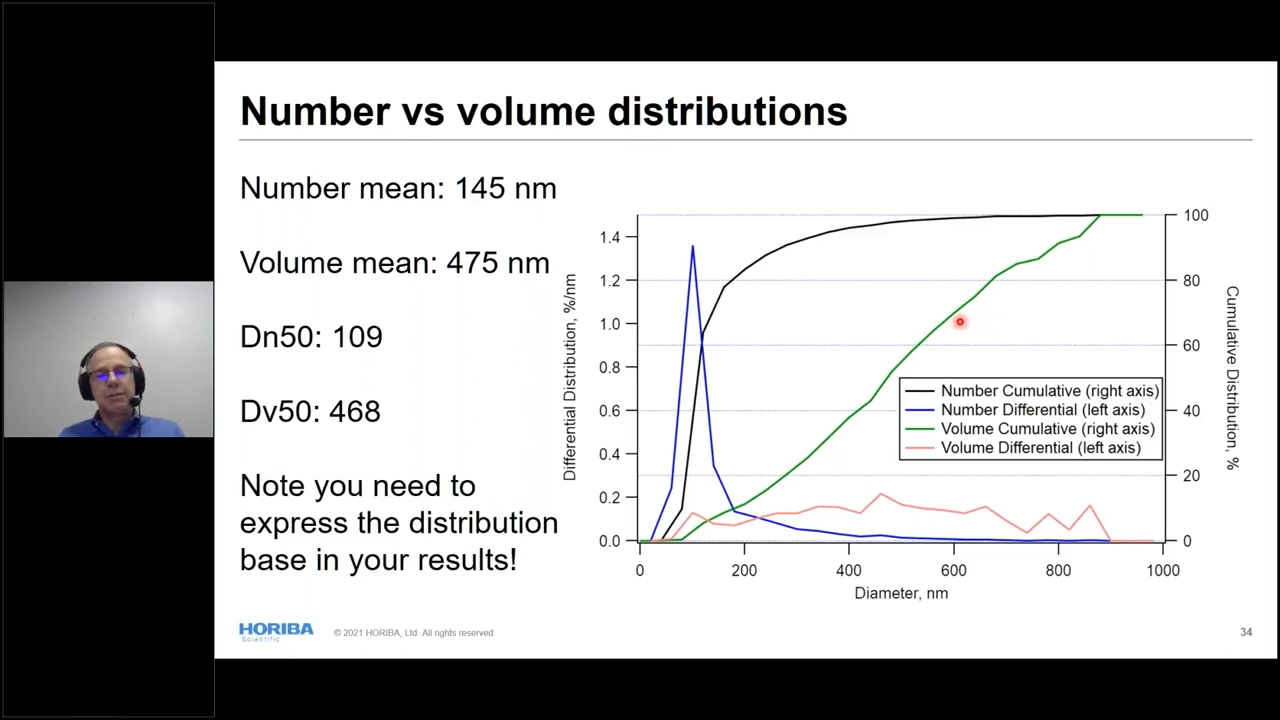 Number vs volume distributions
Number mean: 145 nm
Volume mean: 475 nm
Dn50: 109
Dv50: 468
Note you need to
express the distribution
base in your results!
Differential Distribution, %/nm
1.4
1.2
1.0
0.8
0.6
0.4
0.2
0.0
100
80
60
40
20
0
Cumulative Distribution, %
Number Cumulative (right axis)
Number Differential (left axis)
Volume Cumulative (right axis)
Volume Differential (left axis)
0 200 400 600 800 1000
Diameter, nm
HORIBA
Scientific
© 2021 HORIBA, Ltd. All rights reserved
34